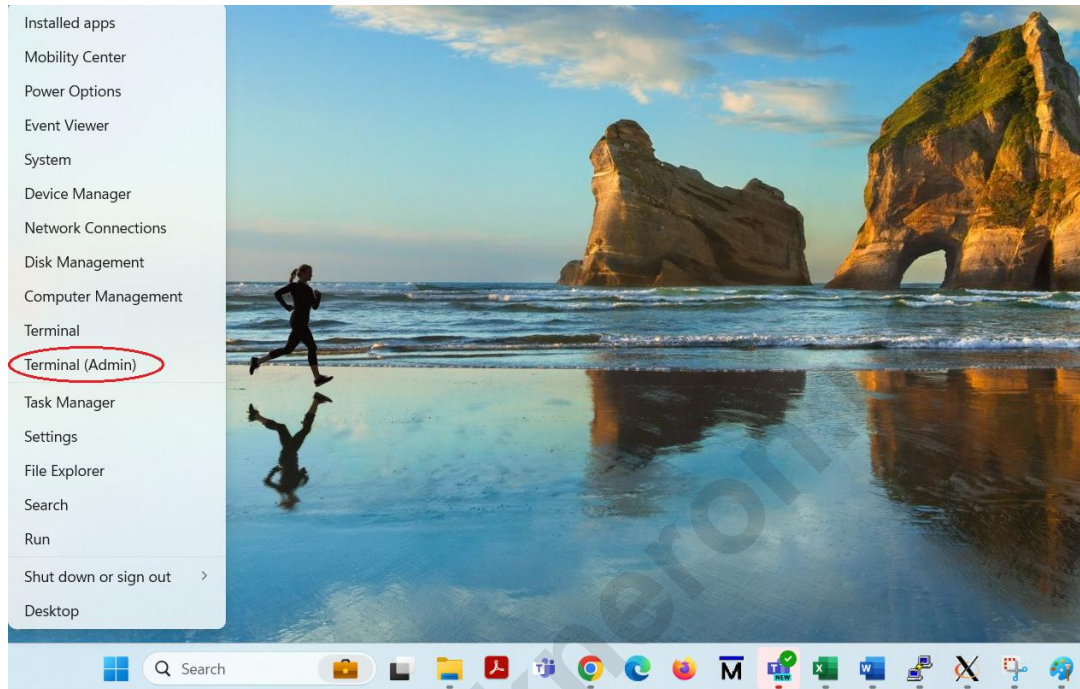 Installed apps
Mobility Center
Power Options
Event Viewer
System
Device Manager
Network Connections
Disk Management
Computer Management
Terminal
Terminal (Admin)
Task Manager
Settings
File Explorer
Search
Run
Shut down or sign out
Desktop
Search
NEW